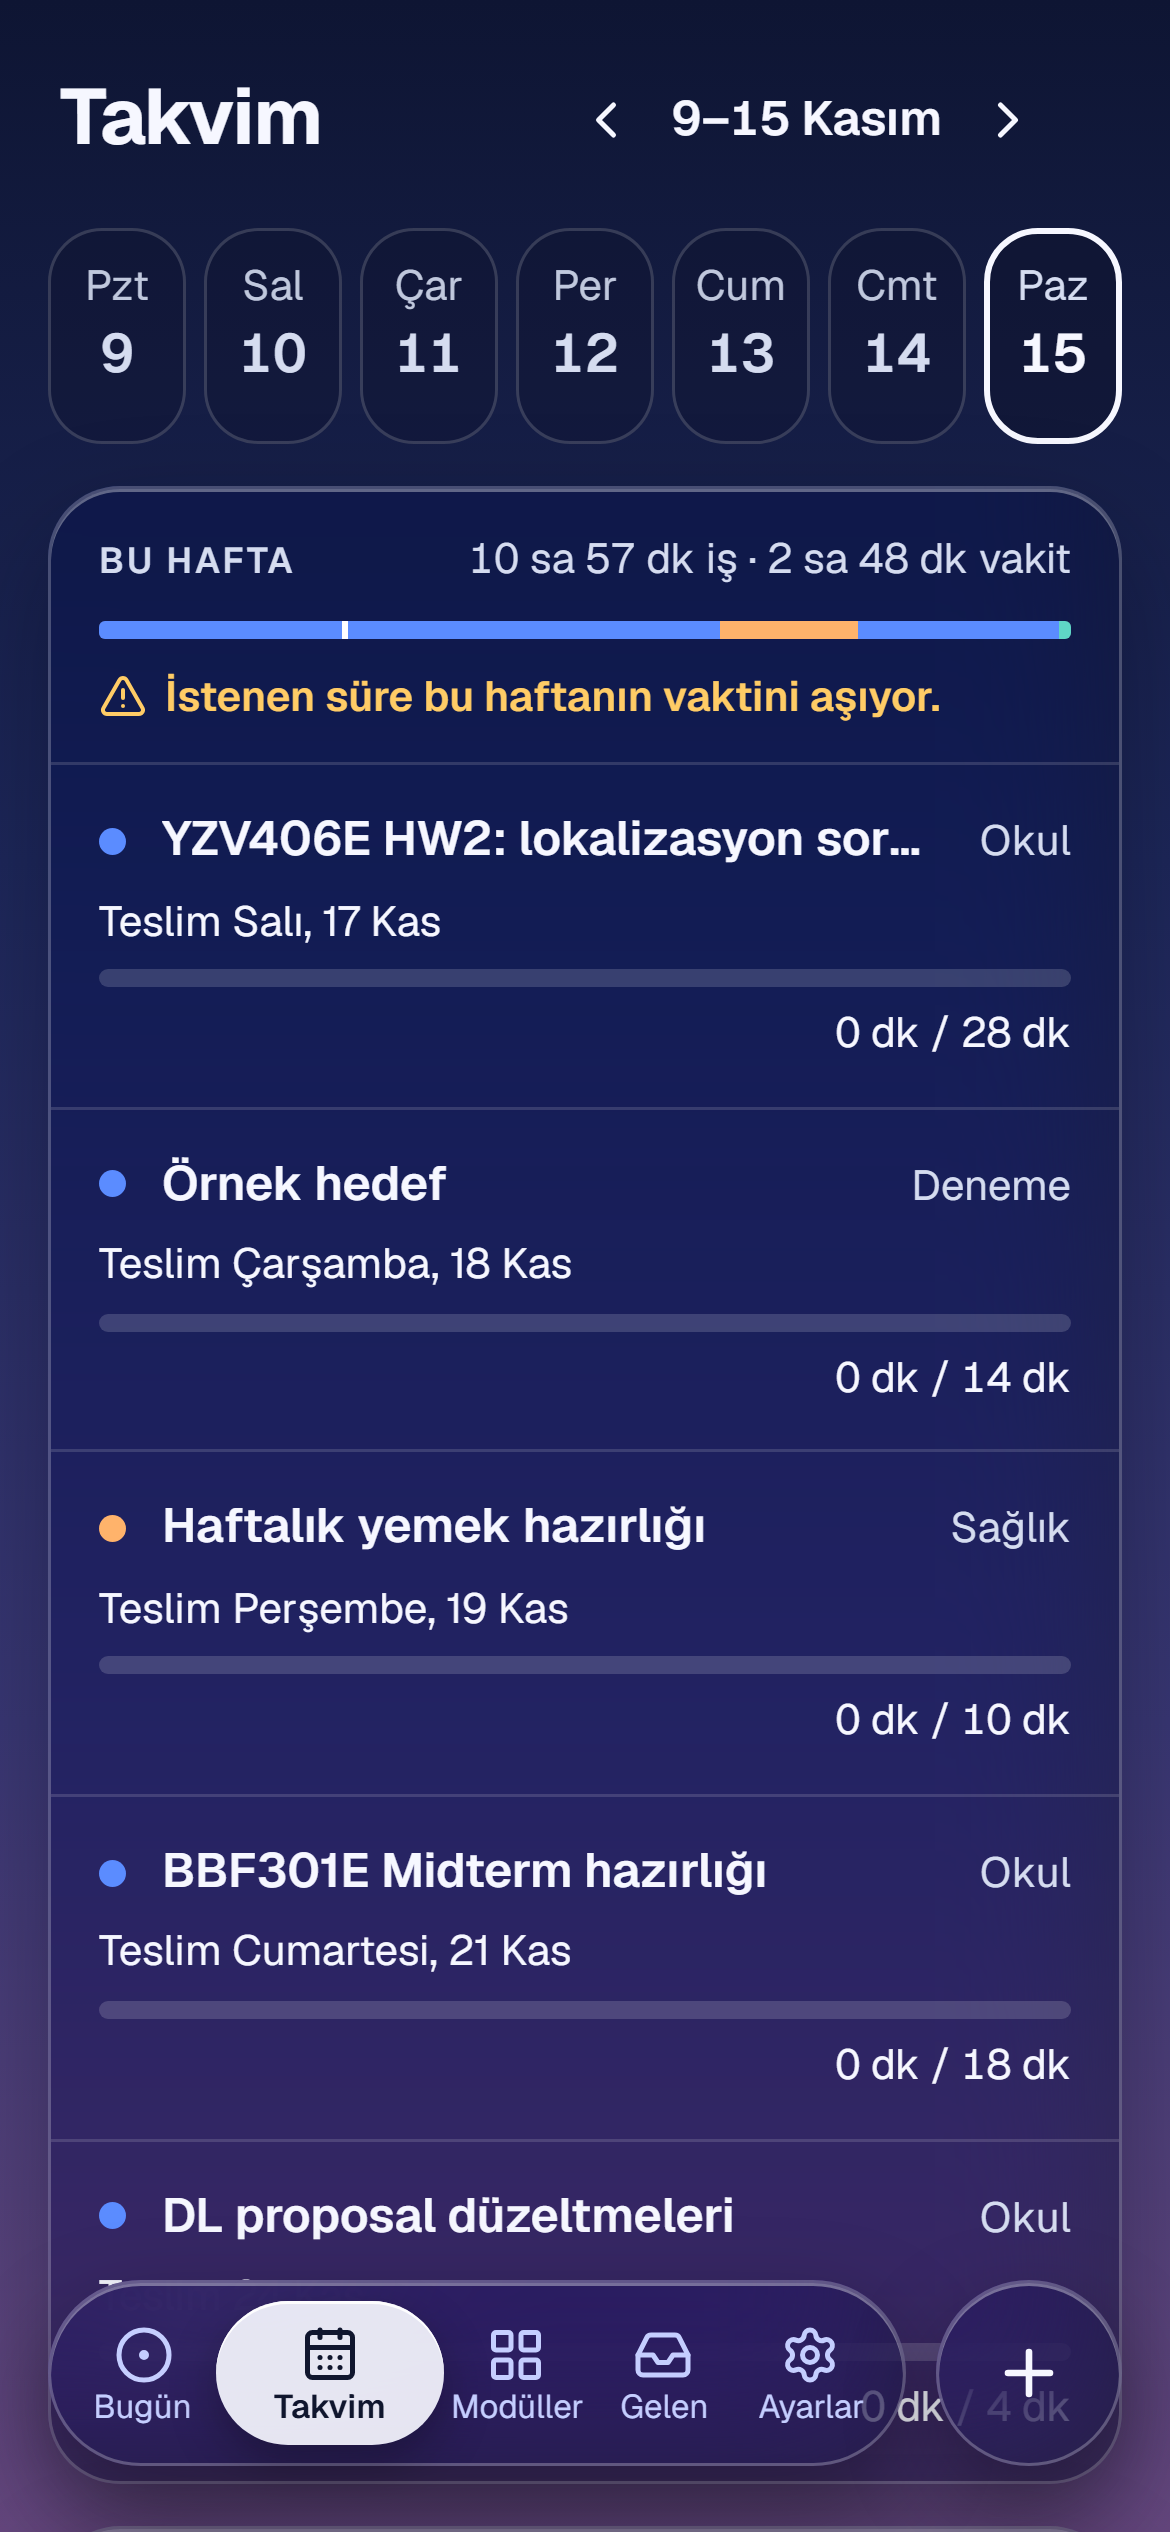 Takvim
9–15 Kasım
Pzt Sal Çar Per Cum Cmt Paz
9 10 11 12 13 14 15
BU HAFTA 10 sa 57 dk iş · 2 sa 48 dk vakit
İstenen süre bu haftanın vaktini aşıyor.
YZV406E HW2: lokalizasyon sor... Okul
Teslim Salı, 17 Kas
0 dk / 28 dk
Örnek hedef Deneme
Teslim Çarşamba, 18 Kas
0 dk / 14 dk
Haftalık yemek hazırlığı Sağlık
Teslim Perşembe, 19 Kas
0 dk / 10 dk
BBF301E Midterm hazırlığı Okul
Teslim Cumartesi, 21 Kas
0 dk / 18 dk
DL proposal düzeltmeleri Okul
0 dk / 4 dk
Bugün Takvim Modüller Gelen Ayarlar